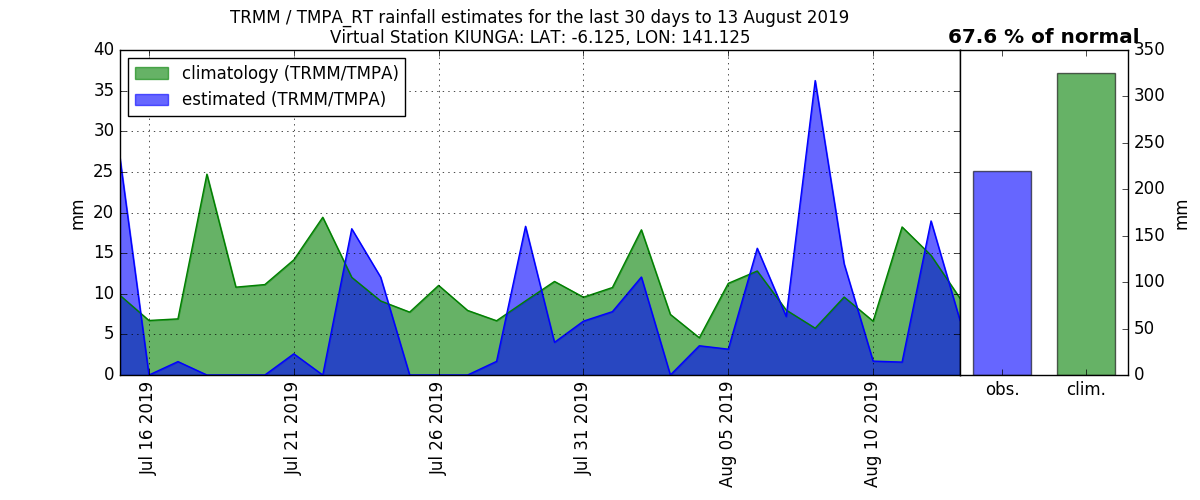 TRMM / TMPA_RT rainfall estimates for the last 30 days to 13 August 2019
Virtual Station KIUNGA: LAT: -6.125, LON: 141.125
67.6 % of normal
climatology (TRMM/TMPA)
estimated (TRMM/TMPA)
mm
40
35
30
25
20
15
10
5
0
Jul 16 2019
Jul 21 2019
Jul 26 2019
Jul 31 2019
Aug 05 2019
Aug 10 2019
obs.
clim.
350
300
250
200
150
100
50
0
mm